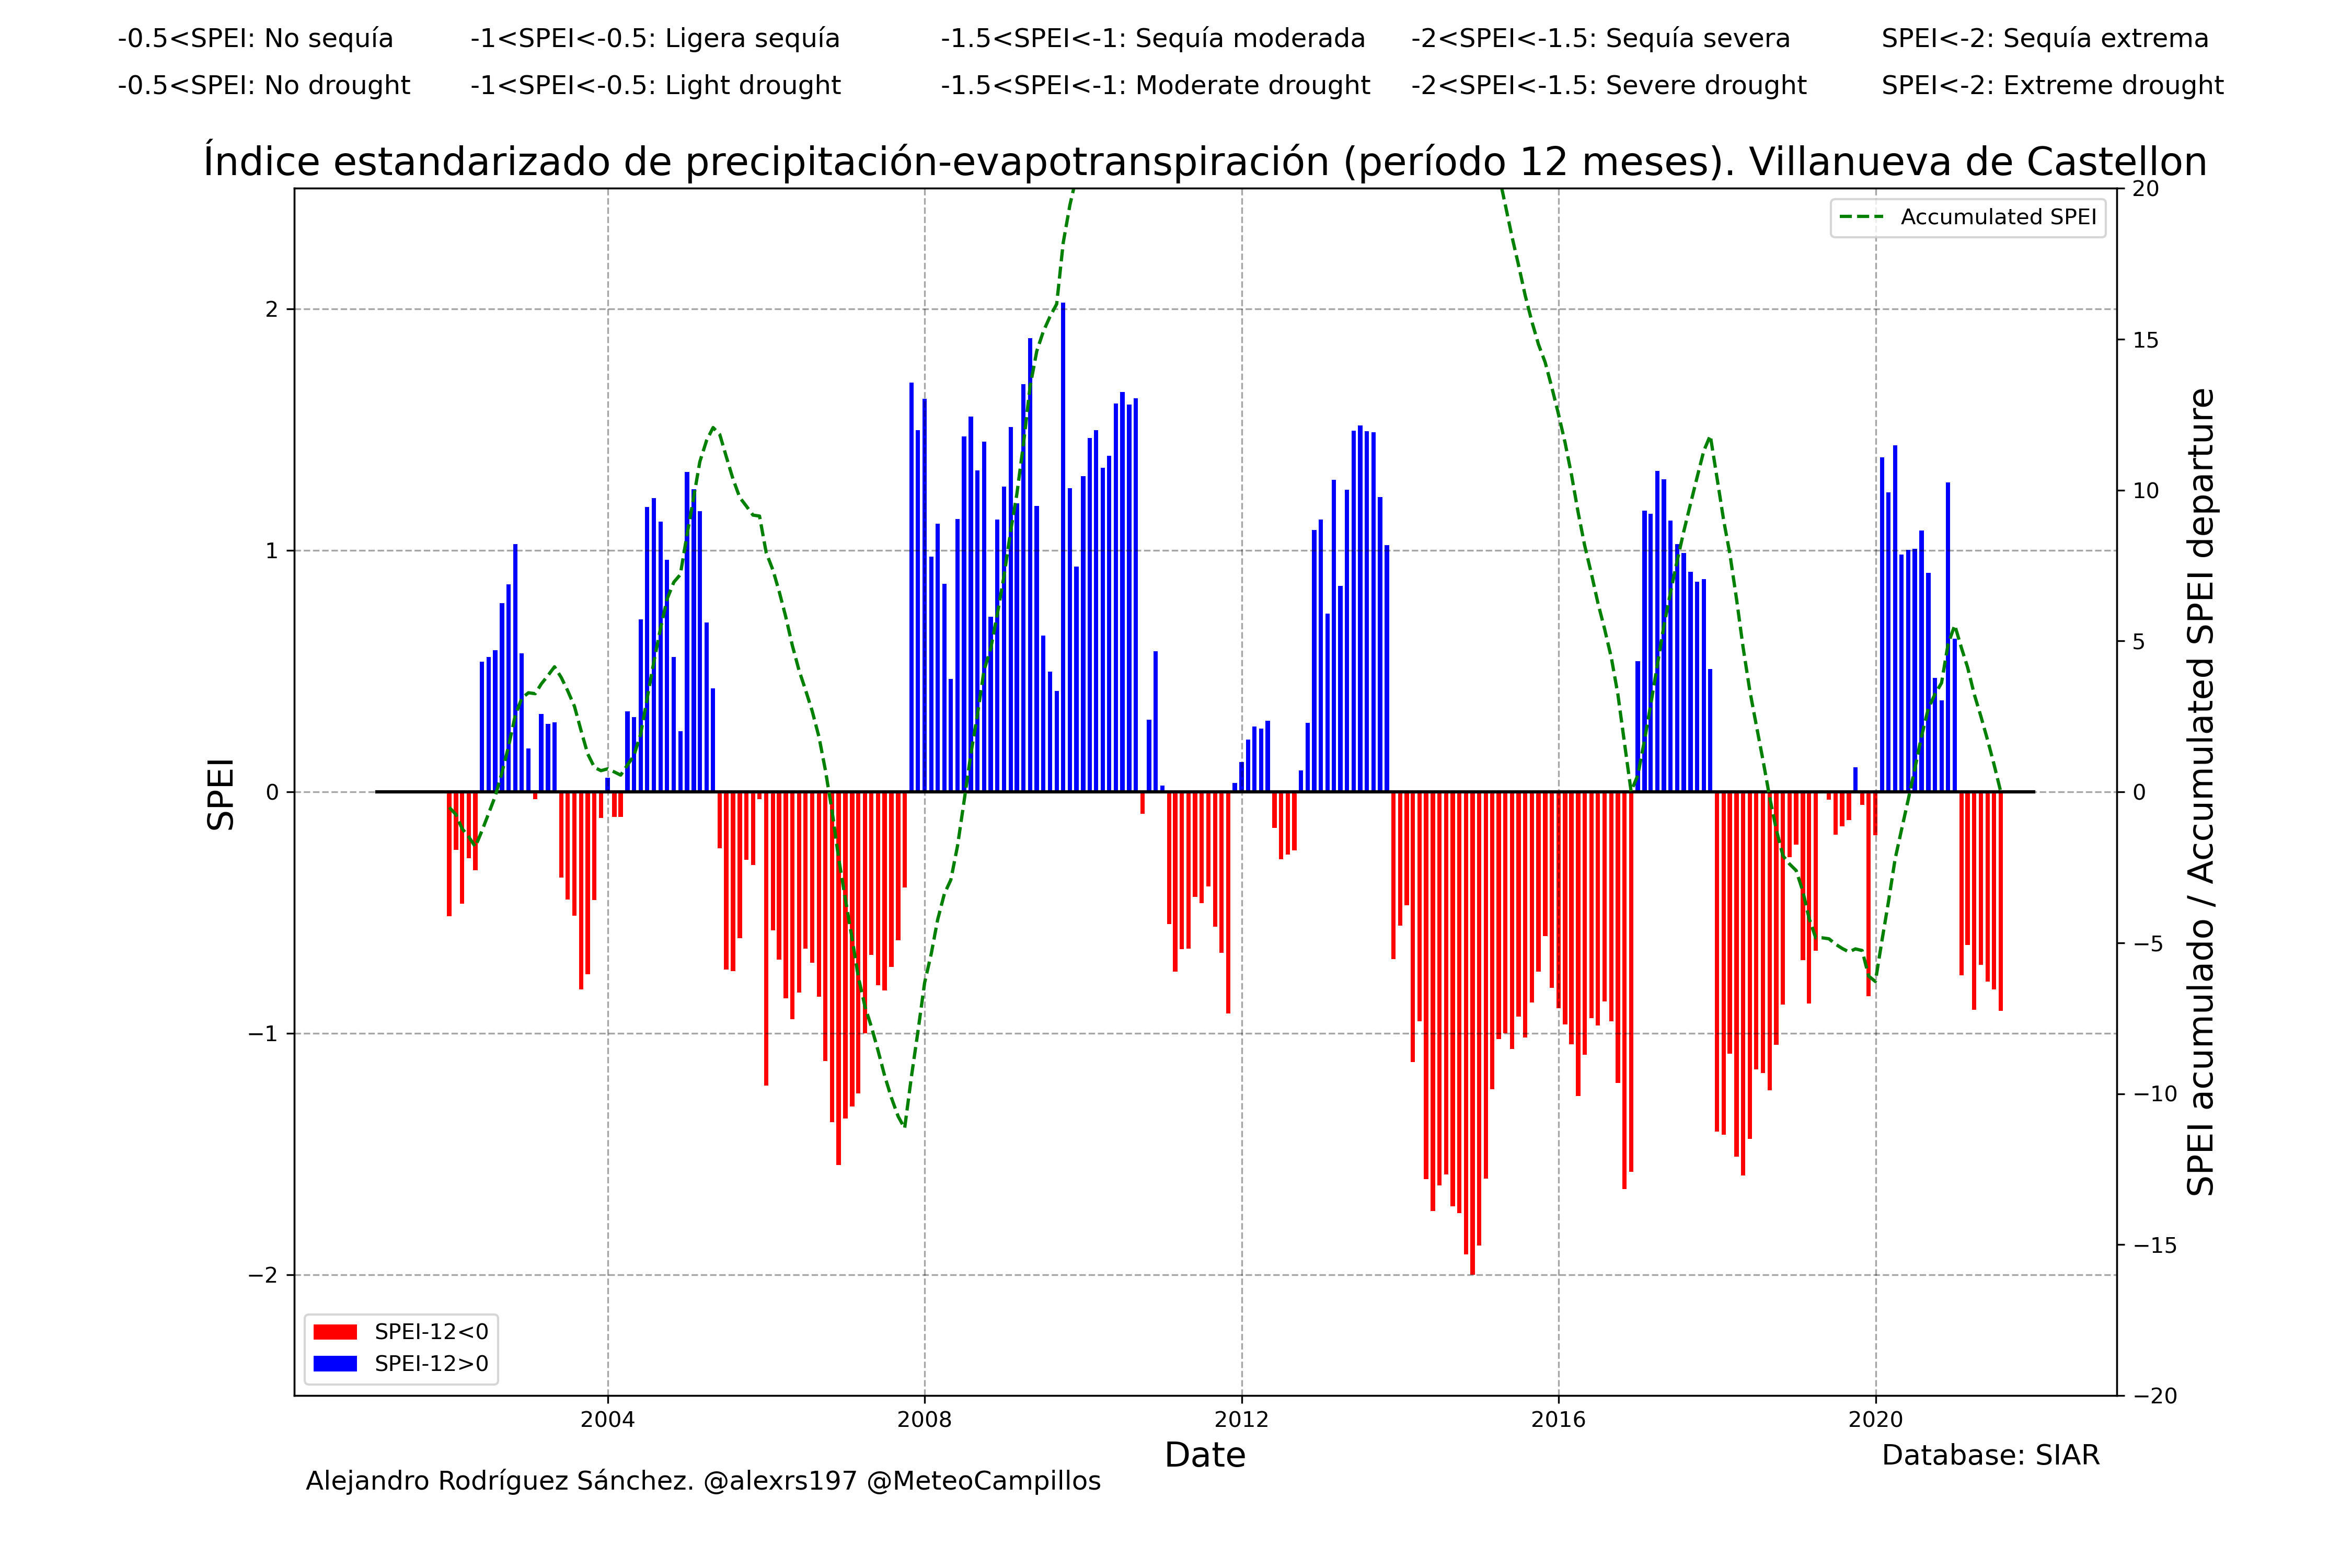 -0.5<SPEI: No sequía -1<SPEI<-0.5: Ligera sequía -1.5<SPEI<-1: Sequía moderada -2<SPEI<-1.5: Sequía severa SPEI<-2: Sequía extrema
-0.5<SPEI: No drought -1<SPEI<-0.5: Light drought -1.5<SPEI<-1: Moderate drought -2<SPEI<-1.5: Severe drought SPEI<-2: Extreme drought
Índice estandarizado de precipitación-evapotranspiración (período 12 meses). Villanueva de Castellon
Accumulated SPEI
SPEI
2
1
0
−1
−2
20
15
10
5
0
−5
−10
−15
−20
SPEI acumulado / Accumulated SPEI departure
SPEI-12<0
SPEI-12>0
2004 2008 2012 2016 2020
Date
Database: SIAR
Alejandro Rodríguez Sánchez. @alexrs197 @MeteoCampillos